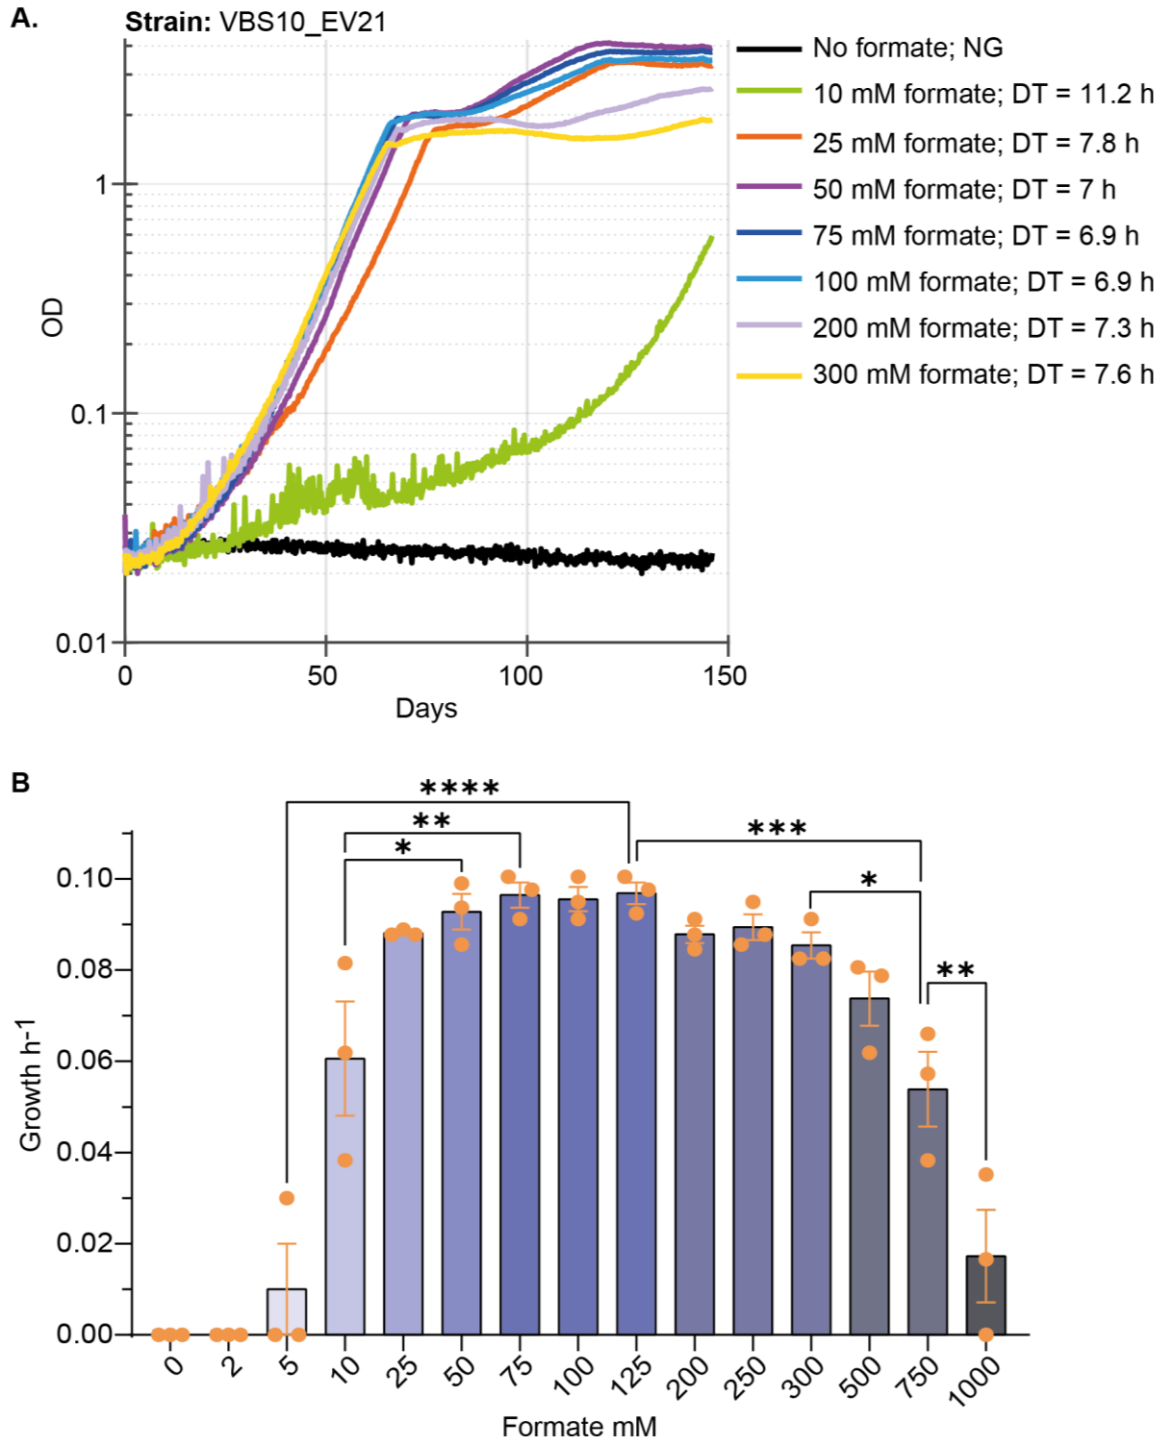 A.
Strain: VBS10_EV21
No formate; NG
10 mM formate; DT = 11.2 h
25 mM formate; DT = 7.8 h
50 mM formate; DT = 7 h
75 mM formate; DT = 6.9 h
100 mM formate; DT = 6.9 h
200 mM formate; DT = 7.3 h
300 mM formate; DT = 7.6 h
OD
1
0.1
0.01
0 50 100 150
Days
B
****
**
*
***
*
**
Growth h-1
0.10
0.08
0.06
0.04
0.02
0.00
0 2 5 10 25 50 75 100 125 200 250 300 500 750 1000
Formate mM